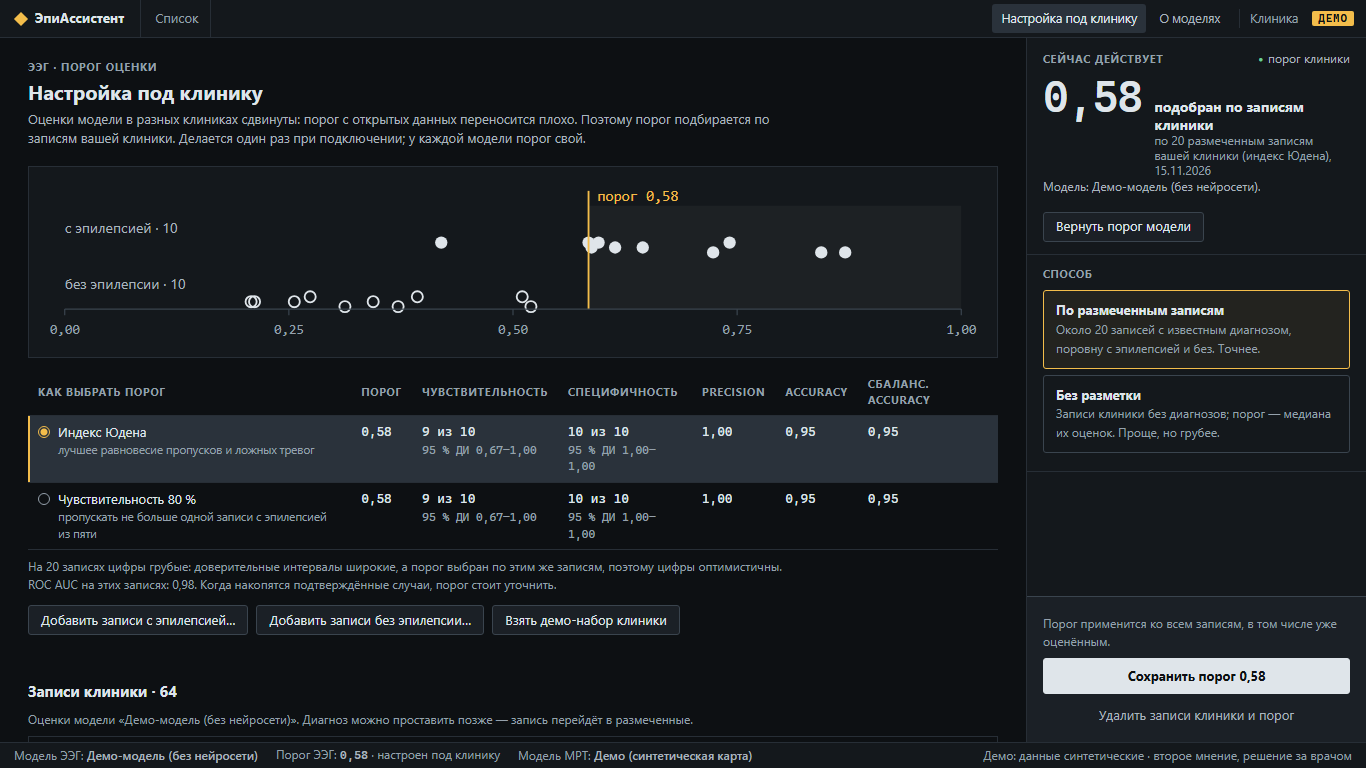 ЭпиАссистент
Список
Настройка под клинику
О моделях
Клиника
ДЕМО
ЭЭГ · ПОРОГ ОЦЕНКИ
Настройка под клинику
Оценки модели в разных клиниках сдвинуты: порог с открытых данных переносится плохо. Поэтому порог подбирается по
записям вашей клиники. Делается один раз при подключении; у каждой модели порог свой.
порог 0,58
с эпилепсией · 10
без эпилепсии · 10
0,00 0,25 0,50 0,75 1,00
КАК ВЫБРАТЬ ПОРОГ ПОРОГ ЧУВСТВИТЕЛЬНОСТЬ СПЕЦИФИЧНОСТЬ PRECISION ACCURACY СБАЛАНС.
ACCURACY
Индекс Юдена 0,58 9 из 10 10 из 10 1,00 0,95 0,95
лучшее равновесие пропусков и ложных тревог 95 % ДИ 0,67–1,00 95 % ДИ 1,00–
1,00
Чувствительность 80 % 0,58 9 из 10 10 из 10 1,00 0,95 0,95
пропускать не больше одной записи с эпилепсией 95 % ДИ 0,67–1,00 95 % ДИ 1,00–
из пяти 1,00
На 20 записях цифры грубые: доверительные интервалы широкие, а порог выбран по этим же записям, поэтому цифры оптимистичны.
ROC AUC на этих записях: 0,98. Когда накопятся подтверждённые случаи, порог стоит уточнить.
Добавить записи с эпилепсией…
Добавить записи без эпилепсии…
Взять демо-набор клиники
Записи клиники · 64
Оценки модели «Демо-модель (без нейросети)». Диагноз можно проставить позже — запись перейдёт в размеченные.
СЕЙЧАС ДЕЙСТВУЕТ
• порог клиники
0,58
подобран по записям
клиники
по 20 размеченным записям
вашей клиники (индекс Юдена),
15.11.2026
Модель: Демо-модель (без нейросети).
Вернуть порог модели
СПОСОБ
По размеченным записям
Около 20 записей с известным диагнозом,
поровну с эпилепсией и без. Точнее.
Без разметки
Записи клиники без диагнозов; порог — медиана
их оценок. Проще, но грубее.
Порог применится ко всем записям, в том числе уже
оценённым.
Сохранить порог 0,58
Удалить записи клиники и порог
Модель ЭЭГ: Демо-модель (без нейросети)
Порог ЭЭГ: 0,58 · настроен под клинику
Модель МРТ: Демо (синтетическая карта)
Демо: данные синтетические · второе мнение, решение за врачом